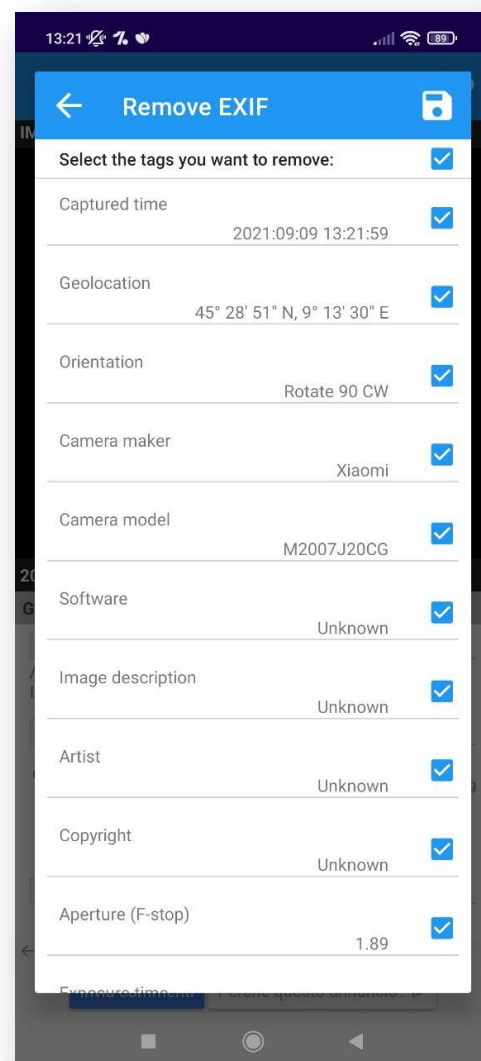 13:21
89
Remove EXIF
Select the tags you want to remove:
Captured time
2021:09:09 13:21:59
Geolocation
45° 28' 51" N, 9° 13' 30" E
Orientation
Rotate 90 CW
Camera maker
Xiaomi
Camera model
M2007J20CG
Software
Unknown
Image description
Unknown
Artist
Unknown
Copyright
Unknown
Aperture (F-stop)
1.89